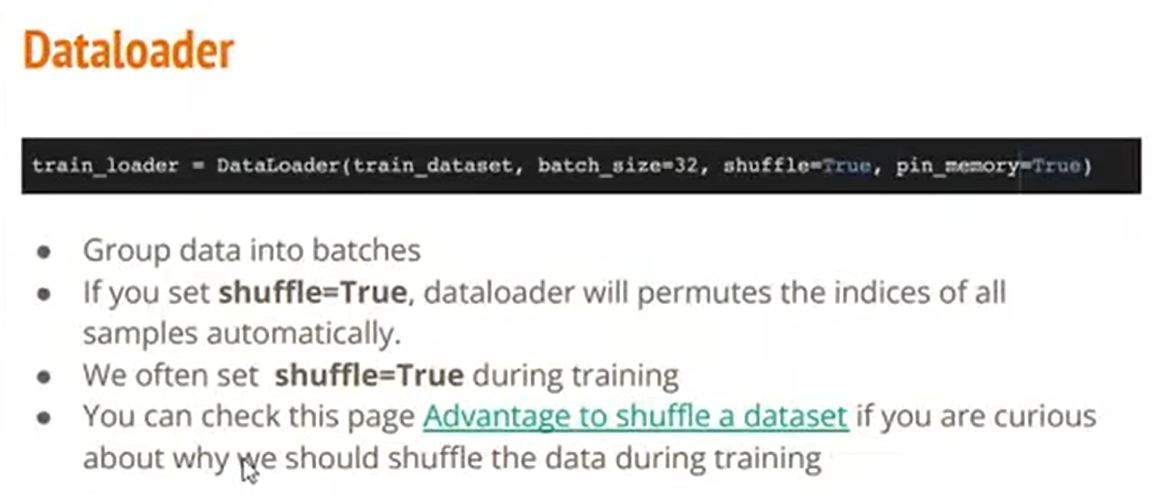 Dataloader
train_loader = DataLoader(train_dataset, batch_size=32, shuffle=True, pin_memory=True)
● Group data into batches
● If you set shuffle=True, dataloader will permutes the indices of all
samples automatically.
● We often set shuffle=True during training
● You can check this page Advantage to shuffle a dataset if you are curious
about why we should shuffle the data during training